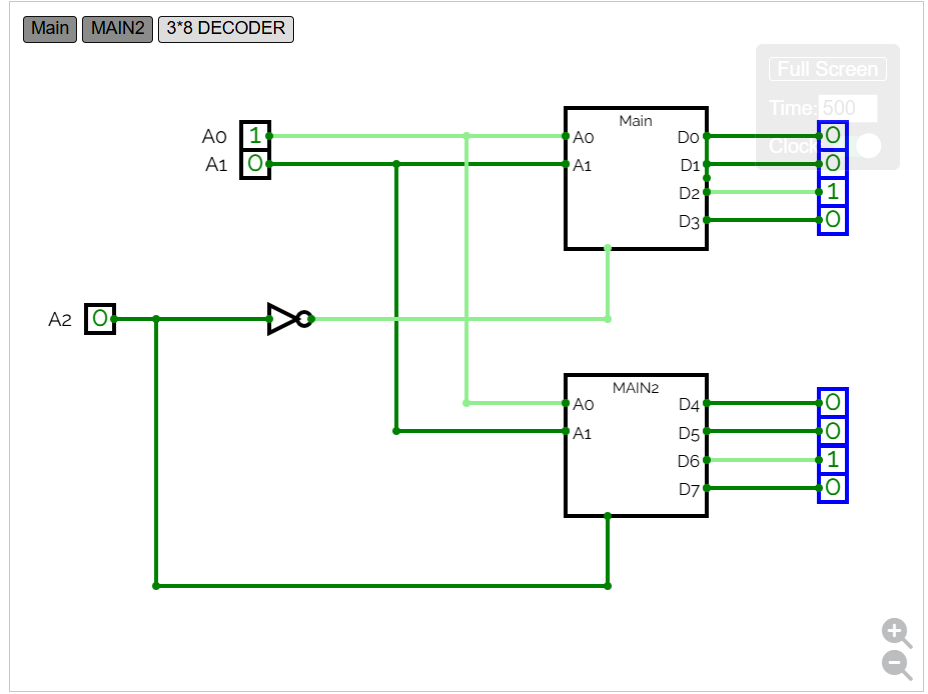 Main MAIN2 3*8 DECODER
Full Screen
Time: 500
Clock
Main
A0 1 A0 D0 0
A1 0 A1 D1 0
D2 1
D3 0
A2 0
MAIN2
A0 D4 0
A1 D5 0
D6 1
D7 0